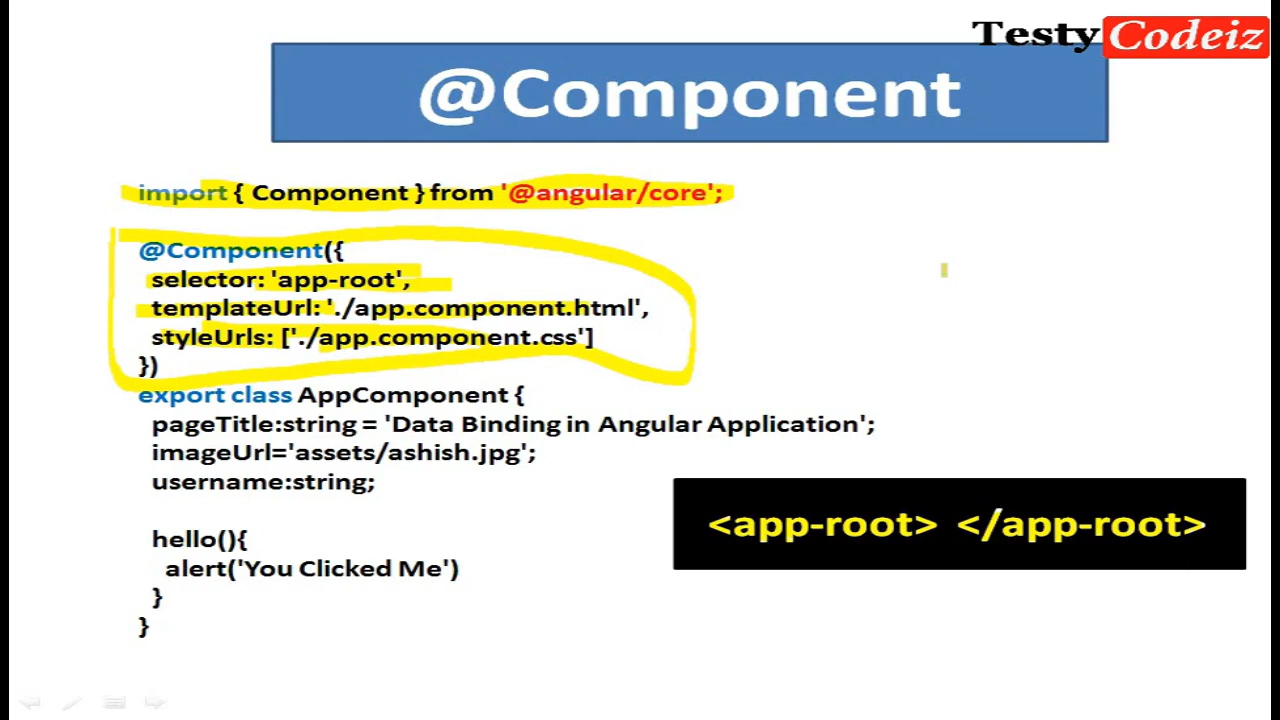 Testy Codeiz
@Component
import { Component } from '@angular/core';
@Component({
selector: 'app-root',
templateUrl: './app.component.html',
styleUrls: ['./app.component.css']
})
export class AppComponent {
pageTitle:string = 'Data Binding in Angular Application';
imageUrl='assets/ashish.jpg';
username:string;
hello(){
alert('You Clicked Me')
}
}
<app-root> </app-root>